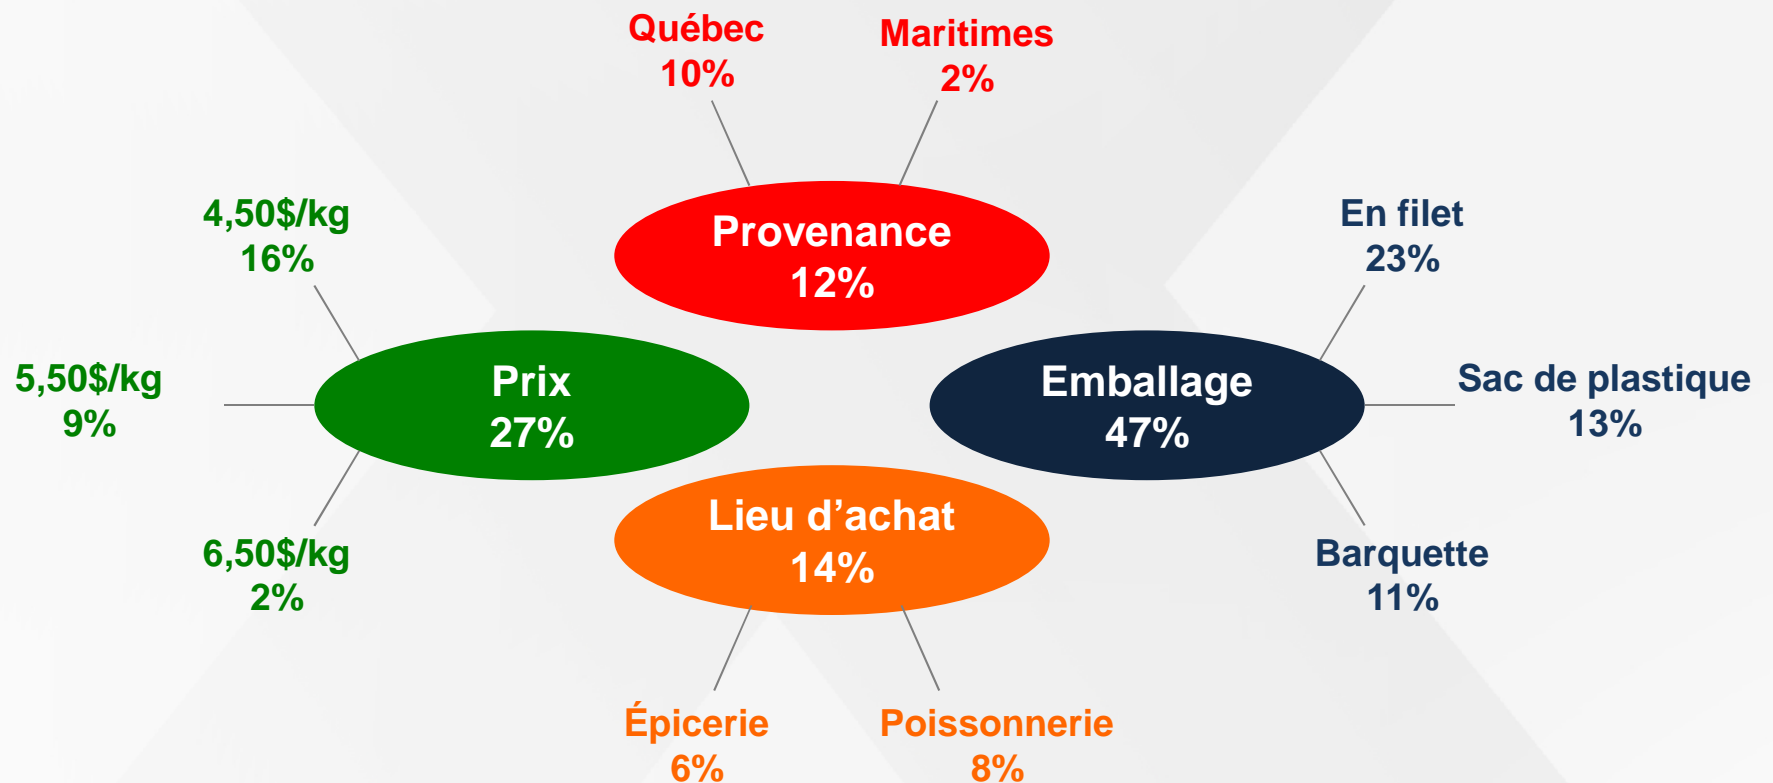 Québec
10%
Maritimes
2%
Provenance
12%
4,50$/kg
16%
5,50$/kg
9%
6,50$/kg
2%
Prix
27%
Emballage
47%
En filet
23%
Sac de plastique
13%
Barquette
11%
Lieu d’achat
14%
Épicerie
6%
Poissonnerie
8%